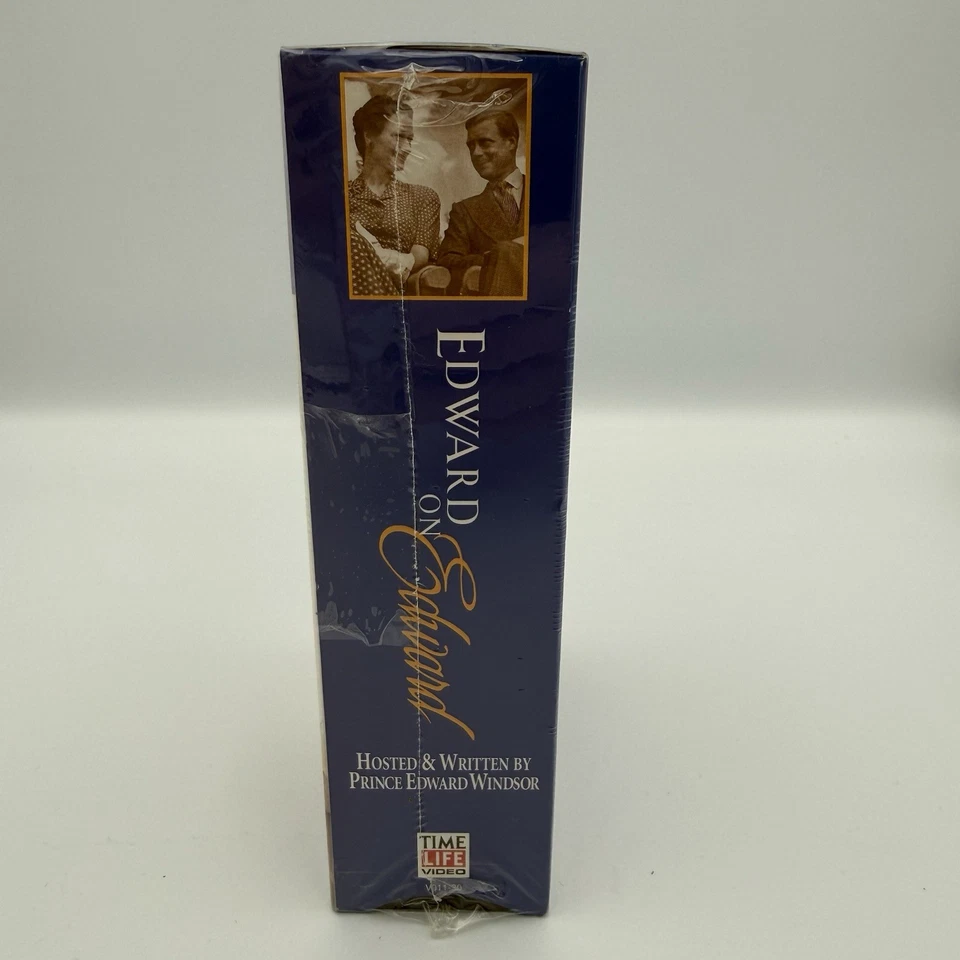 EDWARD
ON
Edward
HOSTED & WRITTEN BY
PRINCE EDWARD WINDSOR
TIME
LIFE
VIDEO